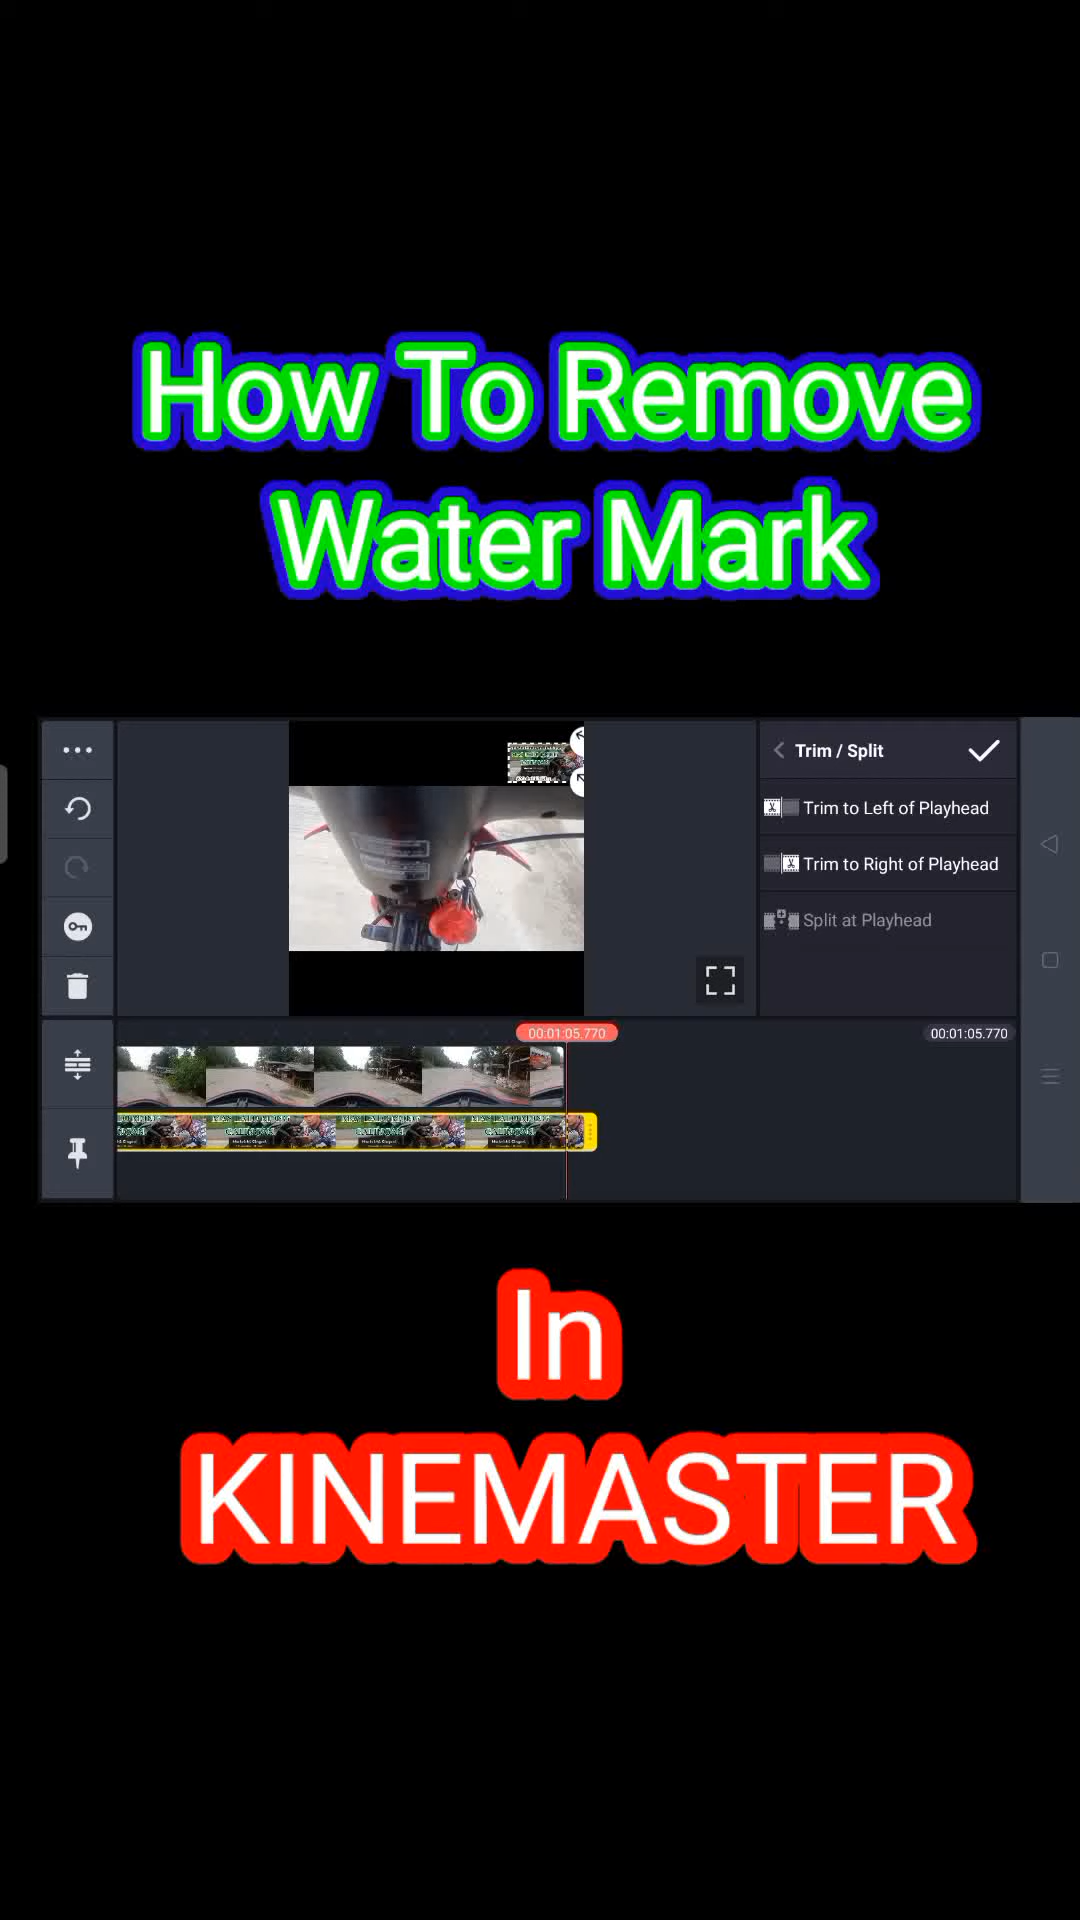 How To Remove
Water Mark
Trim / Split
Trim to Left of Playhead
Trim to Right of Playhead
Split at Playhead
00:01:05.770
00:01:05.770
In
KINEMASTER